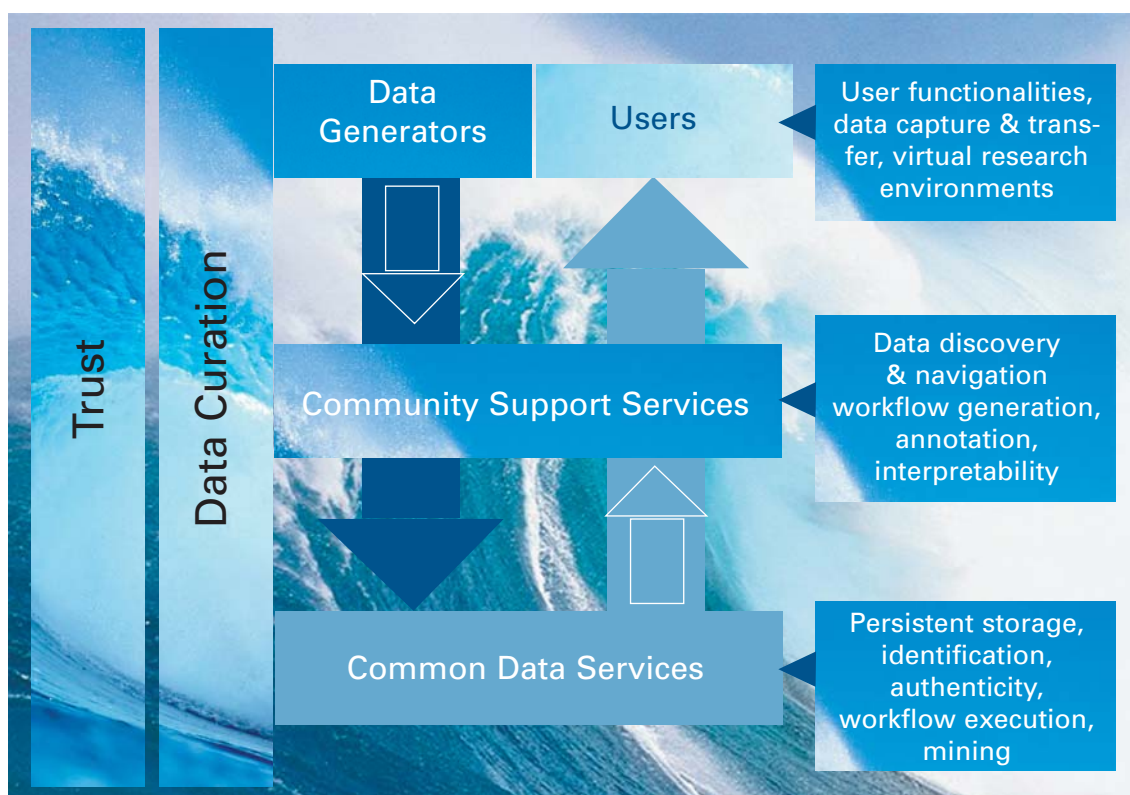 Trust
Data Curation
Data
Generators
Users
User functionalities,
data capture & trans-
fer, virtual research
environments
Community Support Services
Data discovery
& navigation
workflow generation,
annotation,
interpretability
Common Data Services
Persistent storage,
identification,
authenticity,
workflow execution,
mining